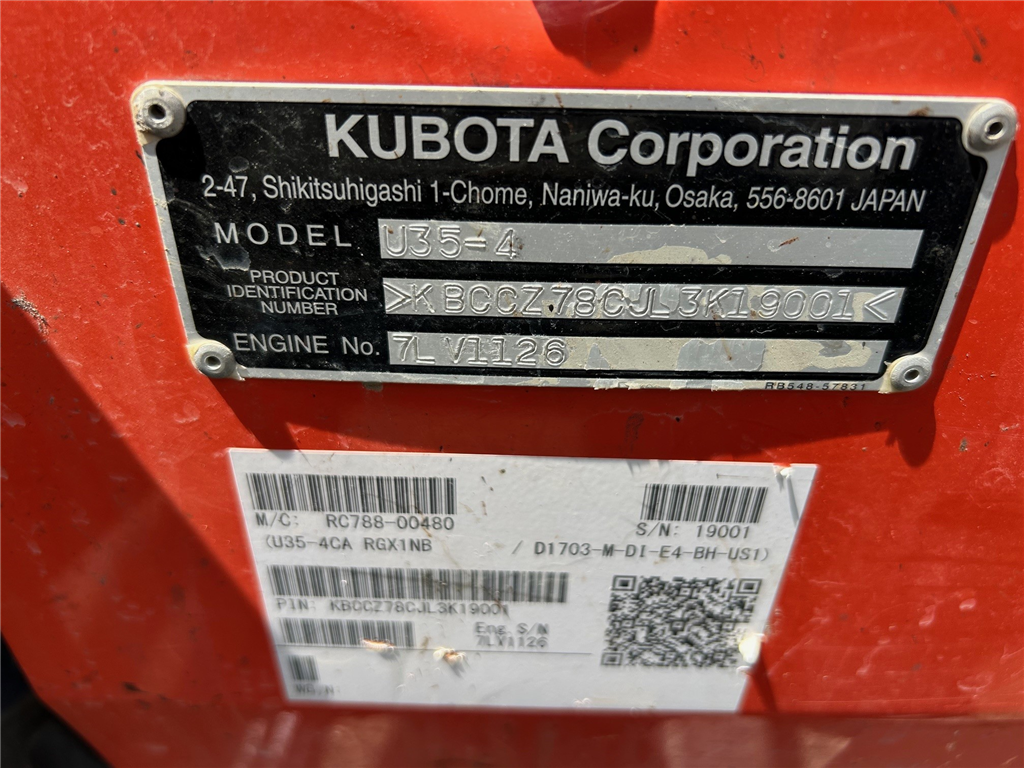 KUBOTA Corporation
2-47, Shikitsuhigashi 1-Chome, Naniwa-ku, Osaka, 556-8601 JAPAN
MODEL U35-4
PRODUCT IDENTIFICATION NUMBER >KBCCZ78CJL3K19001<
ENGINE No. 7LV1126
RB548-57831
M/C: RC788-00480 S/N: 19001
(U35-4CA RGX1NB / D1703-M-DI-E4-BH-US1)
PIN: KBCCZ78CJL3K19001
Eng.S/N
7LV1126